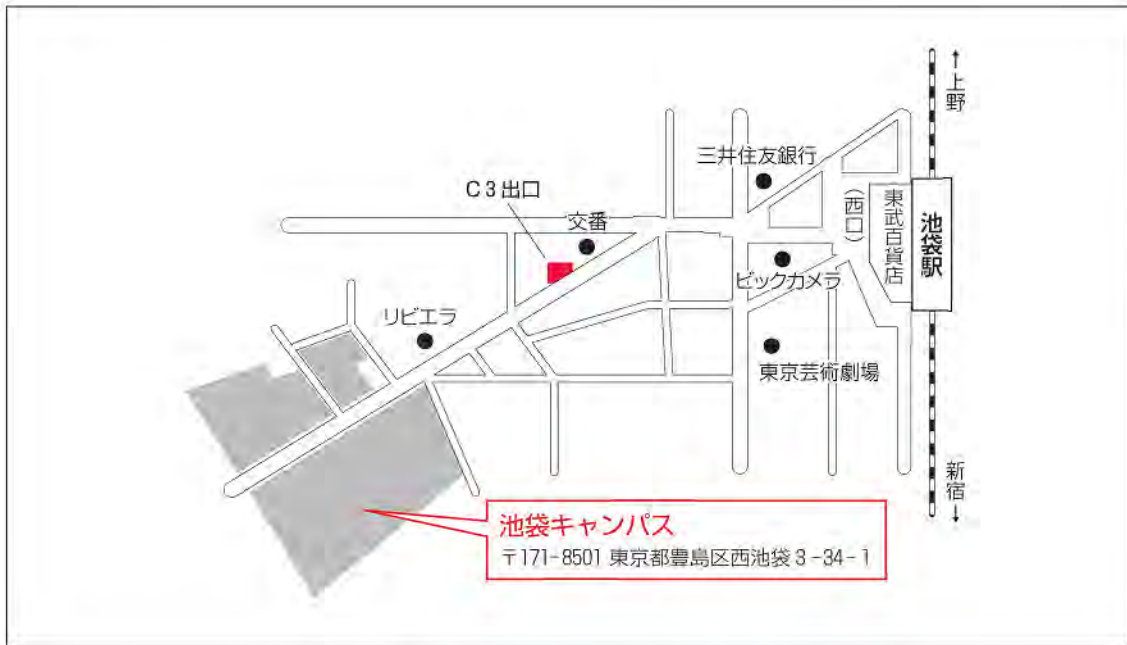 ↑上野
三井住友銀行
C3出口
交番
(西口)
東武百貨店
池袋駅
ビックカメラ
リビエラ
東京芸術劇場
新宿↓
池袋キャンパス
〒171-8501 東京都豊島区西池袋3-34-1